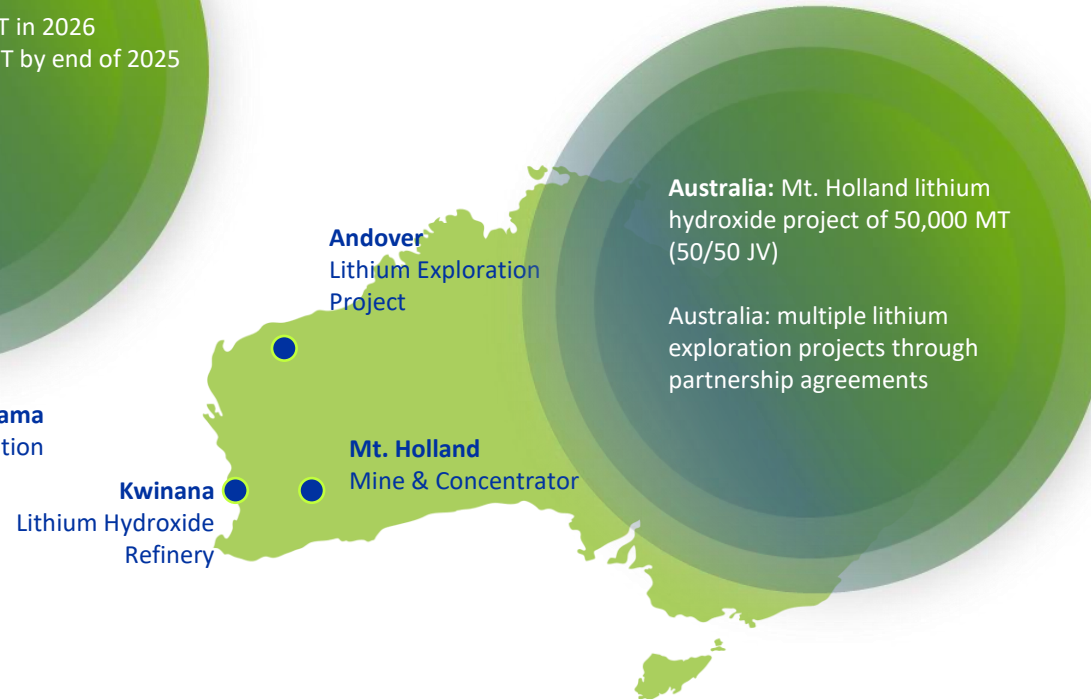 T in 2026
T by end of 2025
Australia: Mt. Holland lithium
hydroxide project of 50,000 MT
(50/50 JV)
Australia: multiple lithium
exploration projects through
partnership agreements
Andover
Lithium Exploration
Project
ama
tion
Mt. Holland
Mine & Concentrator
Kwinana
Lithium Hydroxide
Refinery